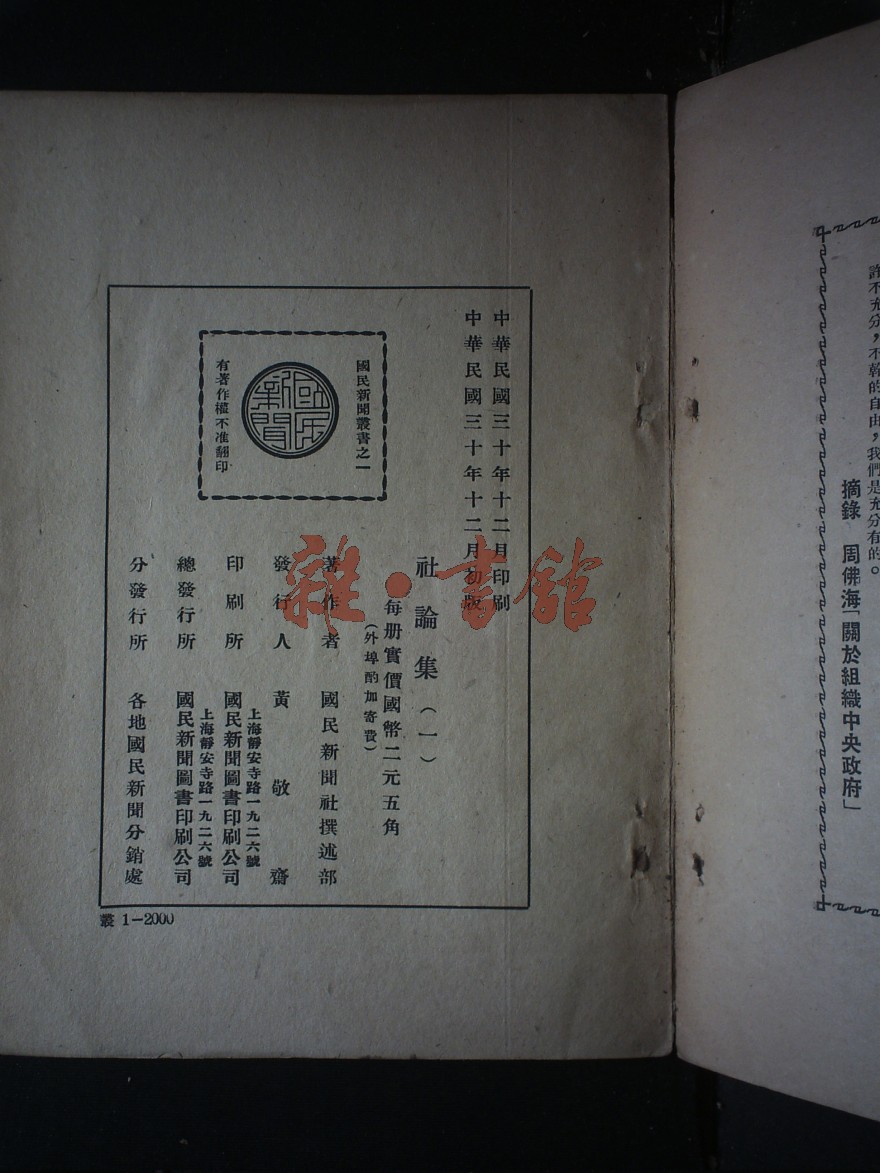 許不充分，不幹的自由，我們是充分有的。
摘錄　周佛海「關於組織中央政府」
中華民國三十年十二月印刷
中華民國三十年十二月初版
社論集（一）
每册實價國幣二元五角
（外埠酌加寄費）
著作者　國民新聞社撰述部
發行人　黃敬齋
印刷所　上海靜安寺路一九二六號
國民新聞圖書印刷公司
總發行所　上海靜安寺路一九二六號
國民新聞圖書印刷公司
分發行所　各地國民新聞分銷處
國民新聞叢書之一
國民新聞
有著作權不准翻印
叢 1-2000
雜·書館